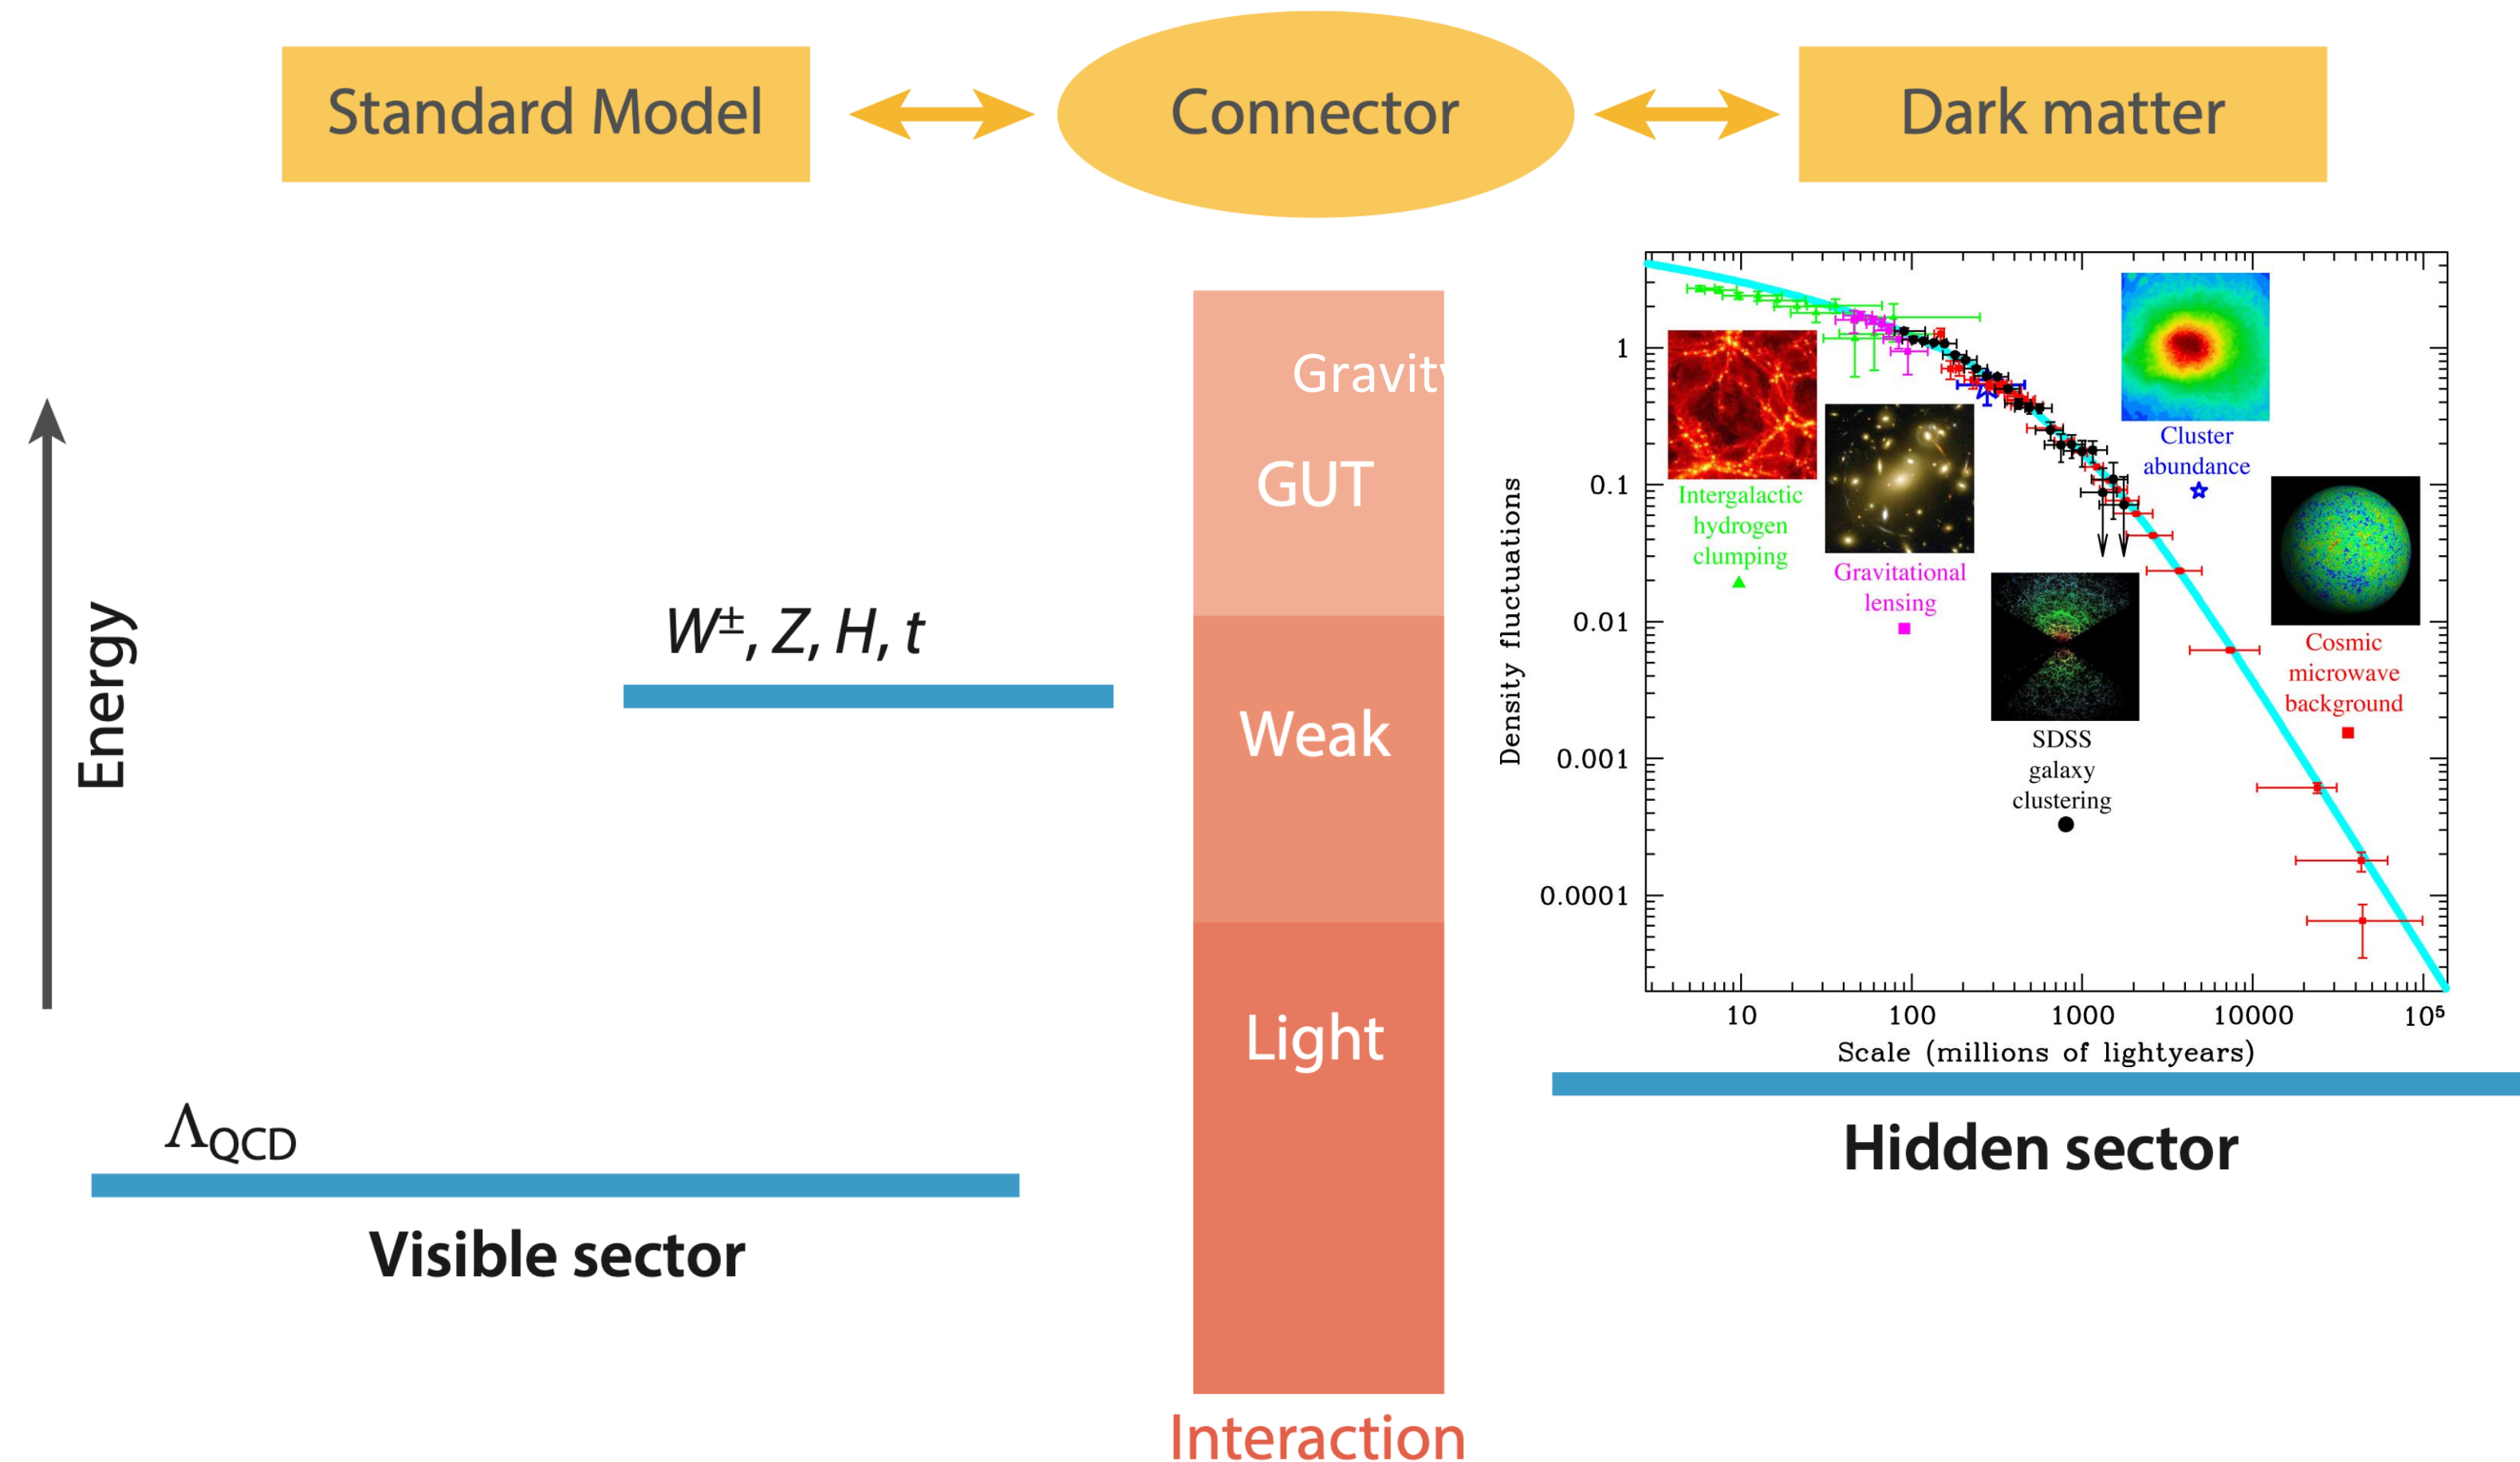 Standard Model
Connector
Dark matter
Energy
W±, Z, H, t
ΛQCD
Visible sector
Gravity
GUT
Weak
Light
Interaction
Density fluctuations
1
0.1
0.01
0.001
0.0001
Intergalactic
hydrogen
clumping
Gravitational
lensing
SDSS
galaxy
clustering
Cluster
abundance
Cosmic
microwave
background
10
100
1000
10000
10⁵
Scale (millions of lightyears)
Hidden sector